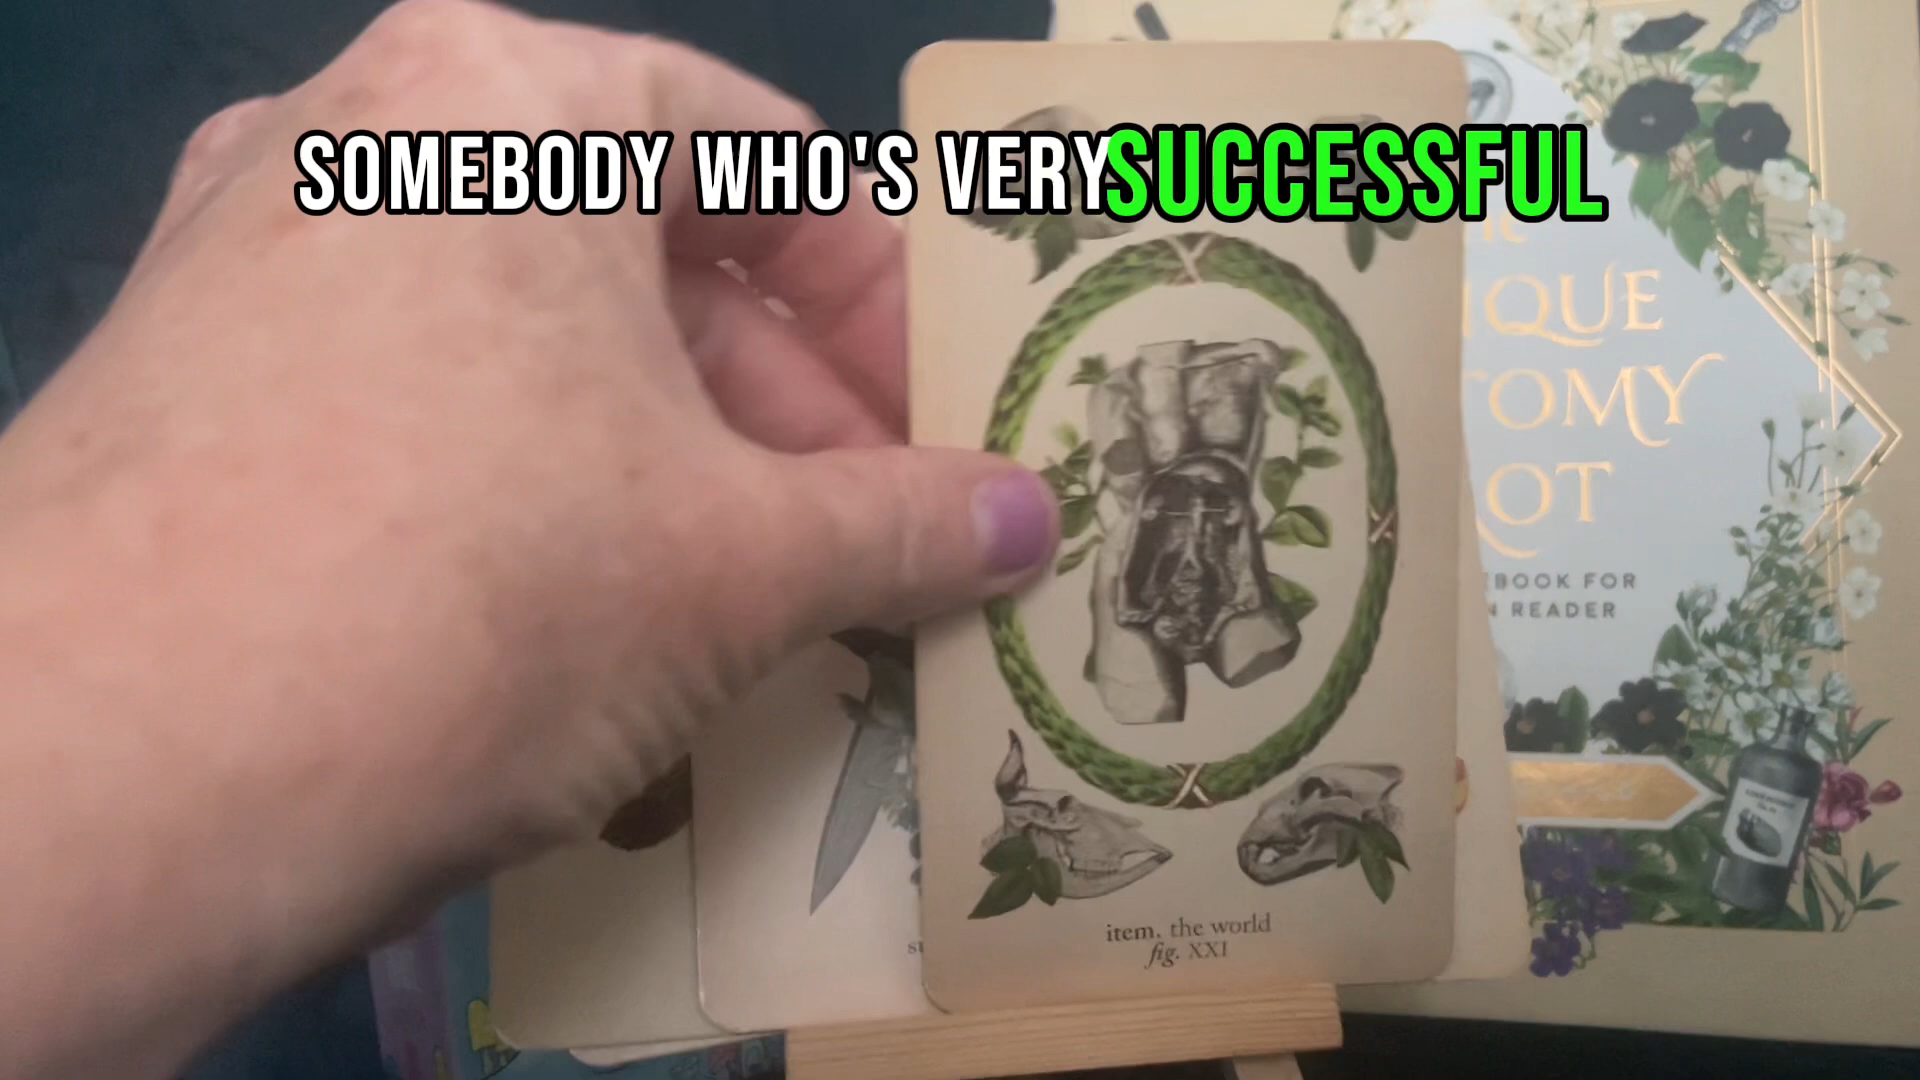 SOMEBODY WHO'S VERY SUCCESSFUL
IQUE
TOMY
OT
BOOK FOR
READER
item. the world
fig. XXI